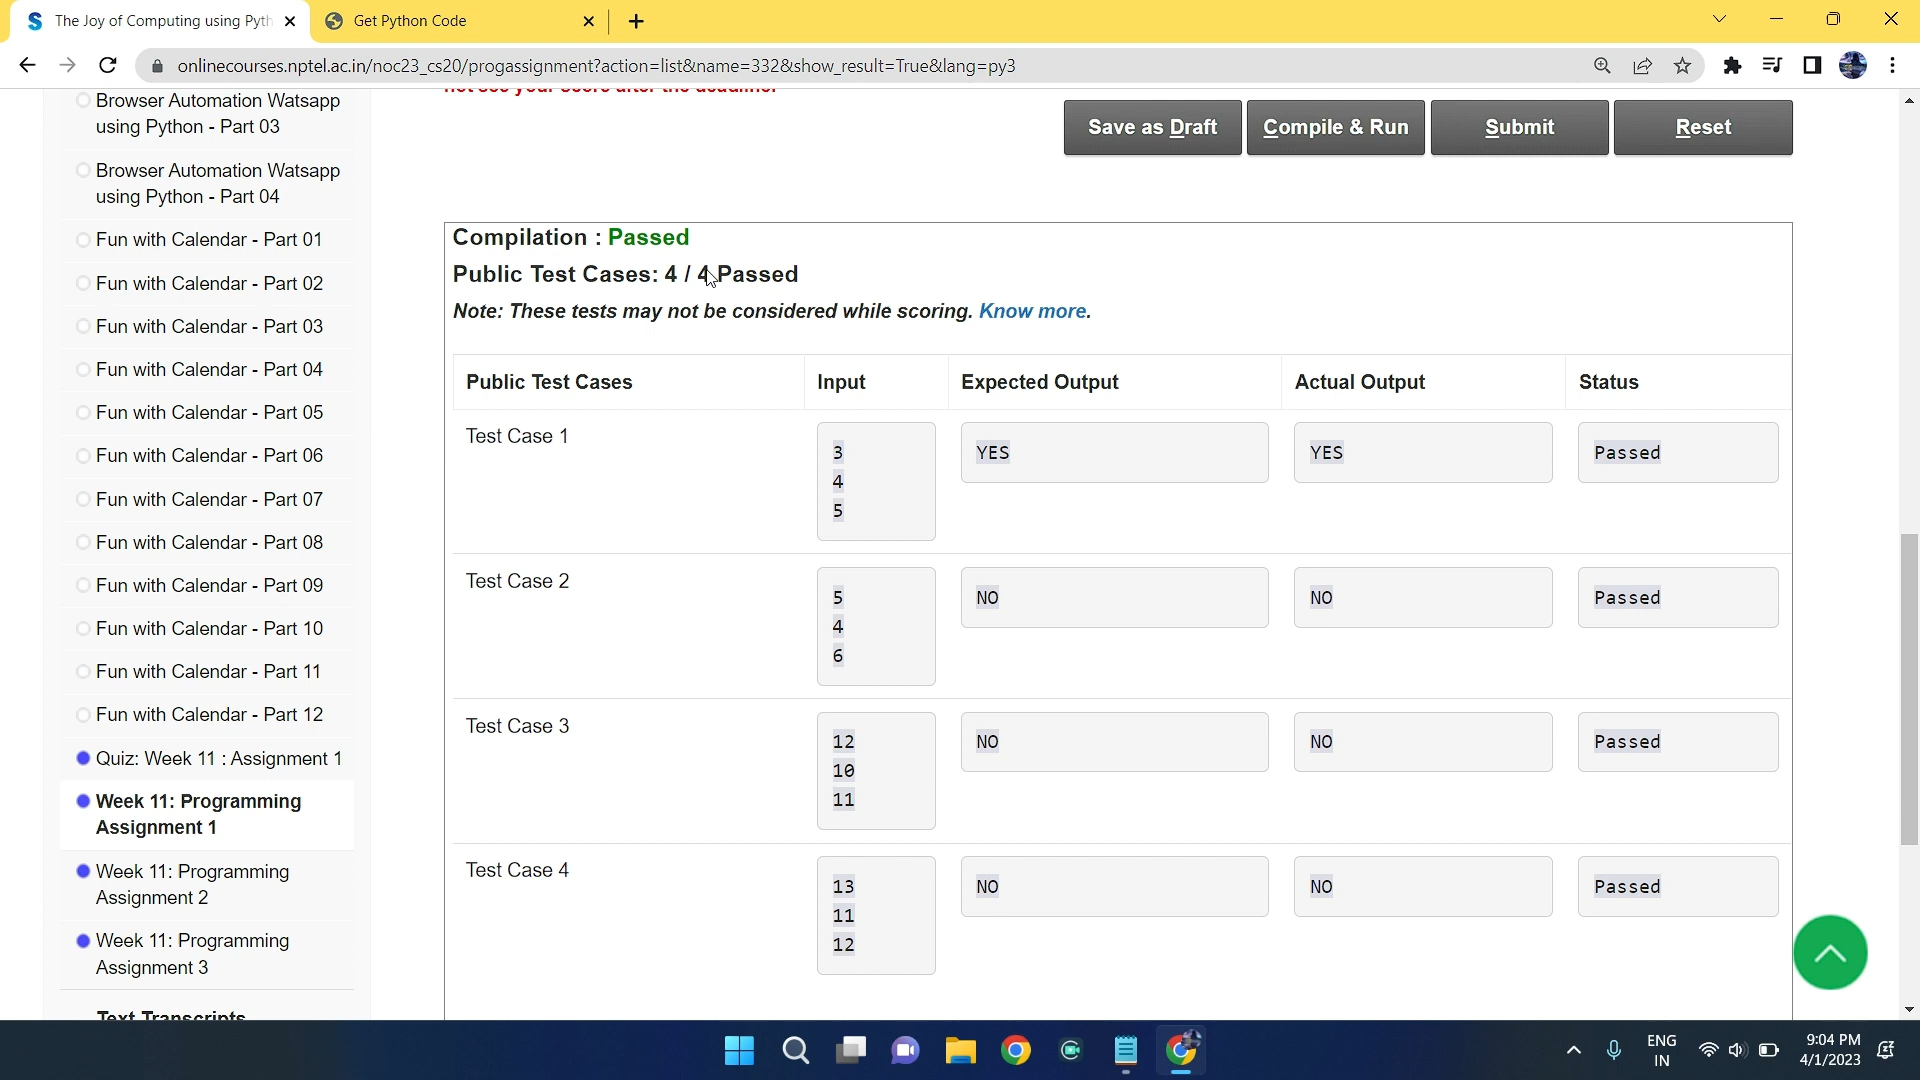 The Joy of Computing using Pyth
Get Python Code
onlinecourses.nptel.ac.in/noc23_cs20/progassignment?action=list&name=332&show_result=True&lang=py3
not see your score after the deadline.
Browser Automation Watsapp
using Python - Part 03
Browser Automation Watsapp
using Python - Part 04
Fun with Calendar - Part 01
Fun with Calendar - Part 02
Fun with Calendar - Part 03
Fun with Calendar - Part 04
Fun with Calendar - Part 05
Fun with Calendar - Part 06
Fun with Calendar - Part 07
Fun with Calendar - Part 08
Fun with Calendar - Part 09
Fun with Calendar - Part 10
Fun with Calendar - Part 11
Fun with Calendar - Part 12
Quiz: Week 11 : Assignment 1
Week 11: Programming
Assignment 1
Week 11: Programming
Assignment 2
Week 11: Programming
Assignment 3
Text Transcripts
Save as Draft Compile & Run Submit Reset
Compilation : Passed
Public Test Cases: 4 / 4 Passed
Note: These tests may not be considered while scoring. Know more.
Public Test Cases Input Expected Output Actual Output Status
Test Case 1
3
4
5
YES YES Passed
Test Case 2
5
4
6
NO NO Passed
Test Case 3
12
10
11
NO NO Passed
Test Case 4
13
11
12
NO NO Passed
ENG
IN
9:04 PM
4/1/2023